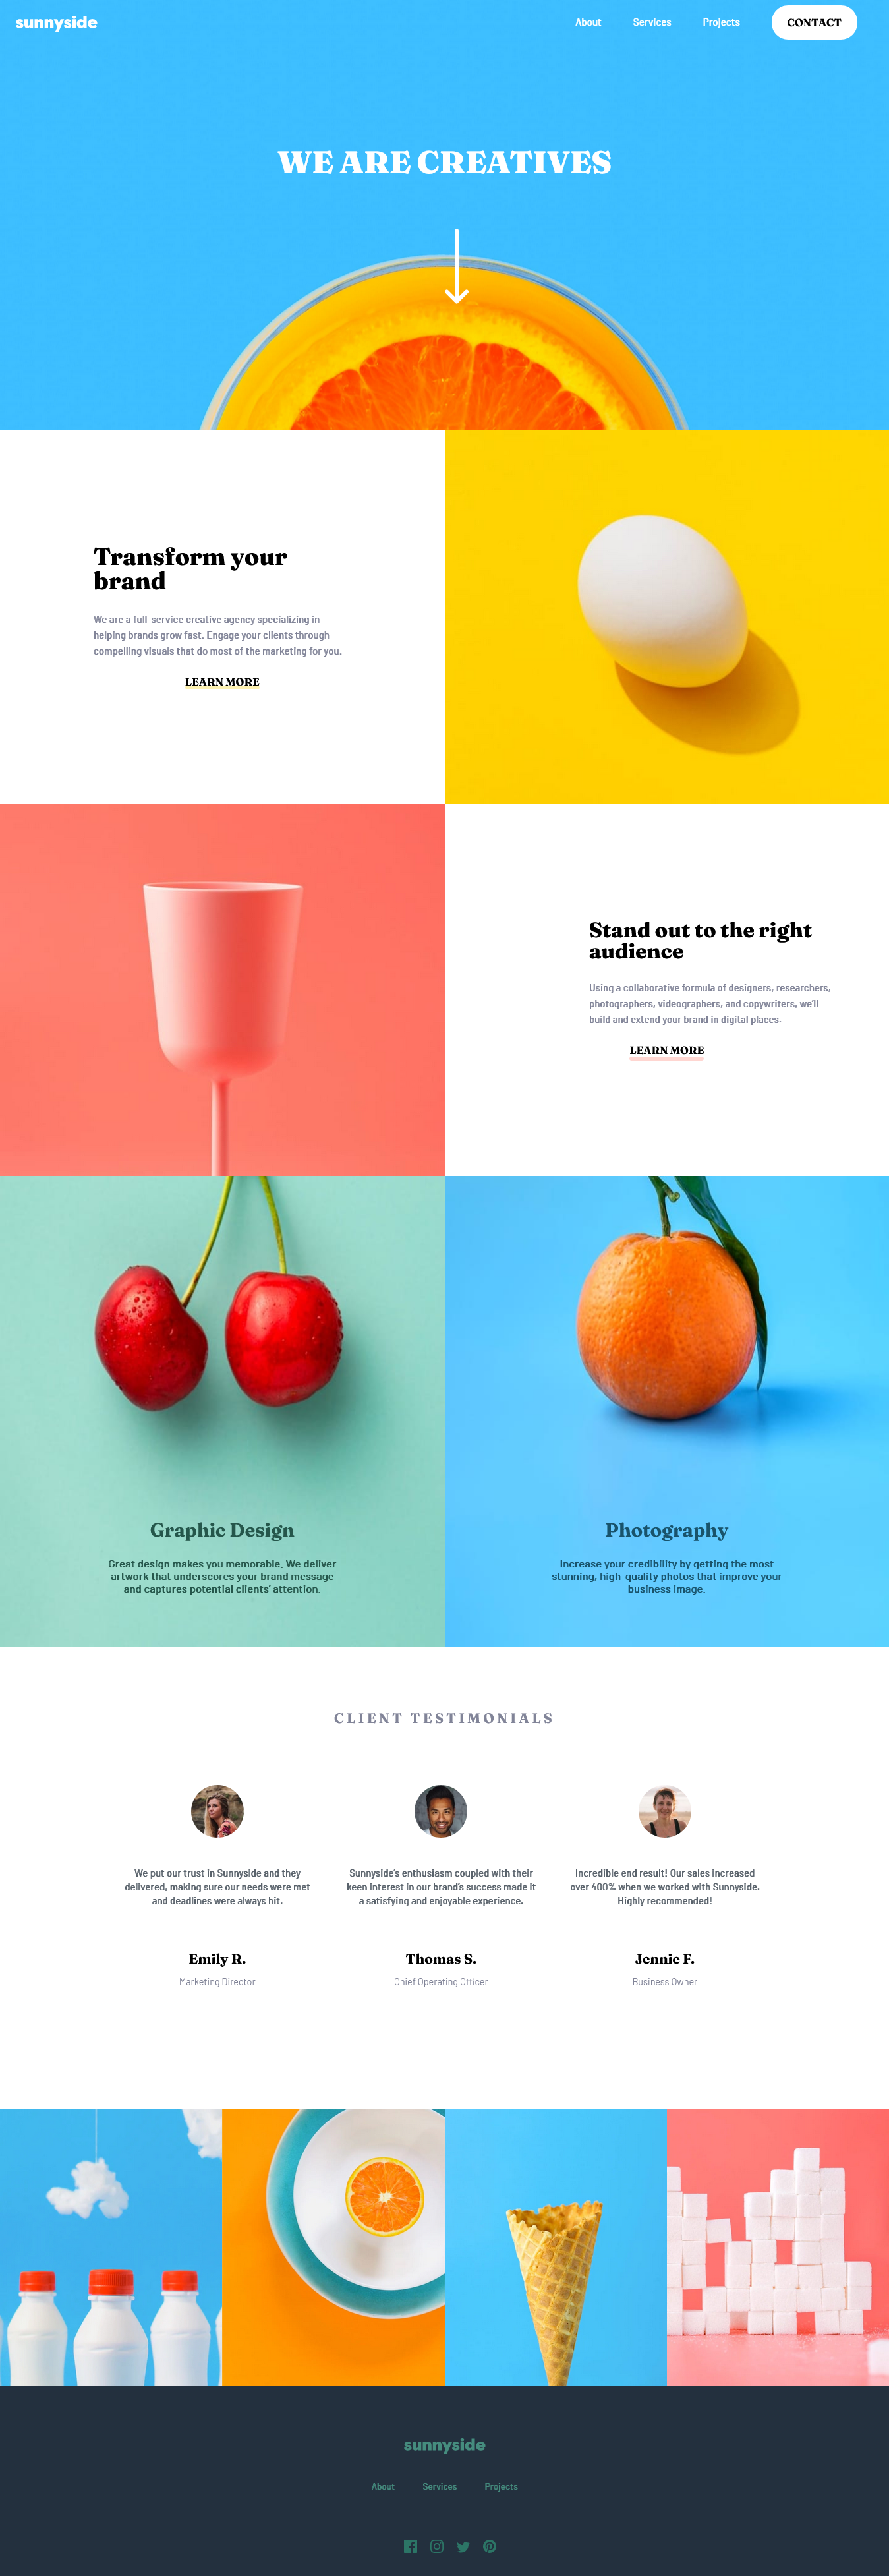 sunnyside
About
Services
Projects
CONTACT
WE ARE CREATIVES
Transform your
brand
We are a full-service creative agency specializing in
helping brands grow fast. Engage your clients through
compelling visuals that do most of the marketing for you.
LEARN MORE
Stand out to the right
audience
Using a collaborative formula of designers, researchers,
photographers, videographers, and copywriters, we'll
build and extend your brand in digital places.
LEARN MORE
Graphic Design
Great design makes you memorable. We deliver
artwork that underscores your brand message
and captures potential clients' attention.
Photography
Increase your credibility by getting the most
stunning, high-quality photos that improve your
business image.
CLIENT TESTIMONIALS
We put our trust in Sunnyside and they
delivered, making sure our needs were met
and deadlines were always hit.
Emily R.
Marketing Director
Sunnyside's enthusiasm coupled with their
keen interest in our brand's success made it
a satisfying and enjoyable experience.
Thomas S.
Chief Operating Officer
Incredible end result! Our sales increased
over 400% when we worked with Sunnyside.
Highly recommended!
Jennie F.
Business Owner
sunnyside
About
Services
Projects